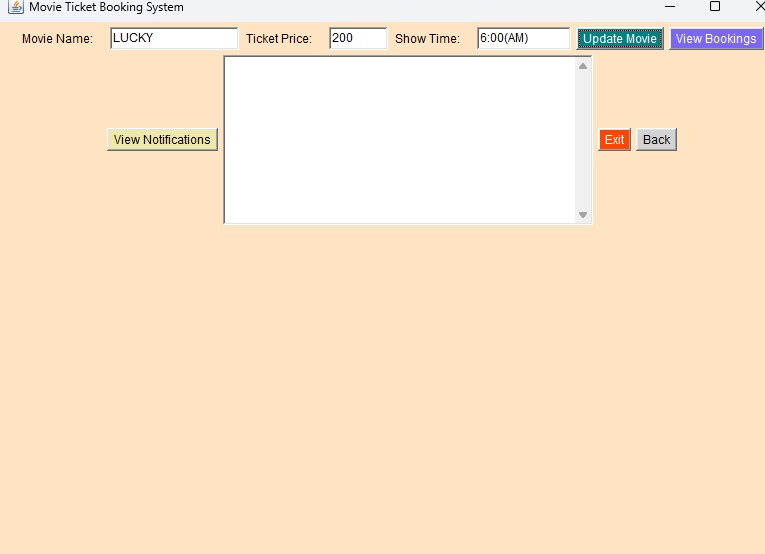 Movie Ticket Booking System
Movie Name: LUCKY Ticket Price: 200 Show Time: 6:00(AM) Update Movie View Bookings
View Notifications Exit Back